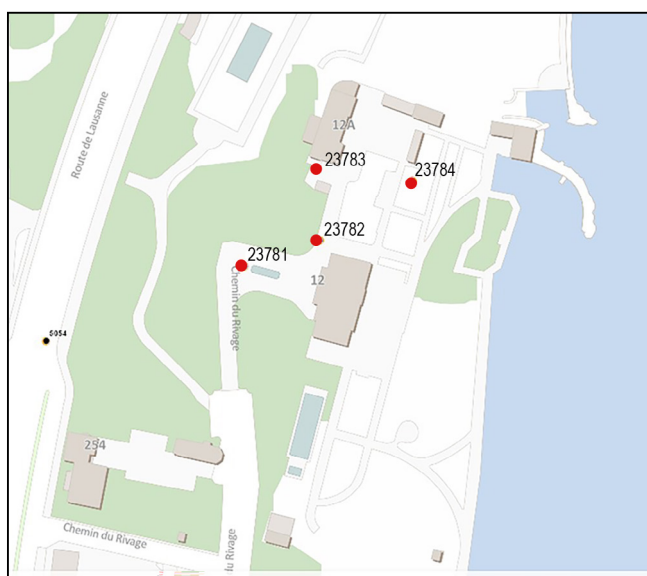 Route de Lausanne
12A
23783
23784
23782
23781
12
Chemin du Rivage
5054
254
Chemin du Rivage
du Rivage